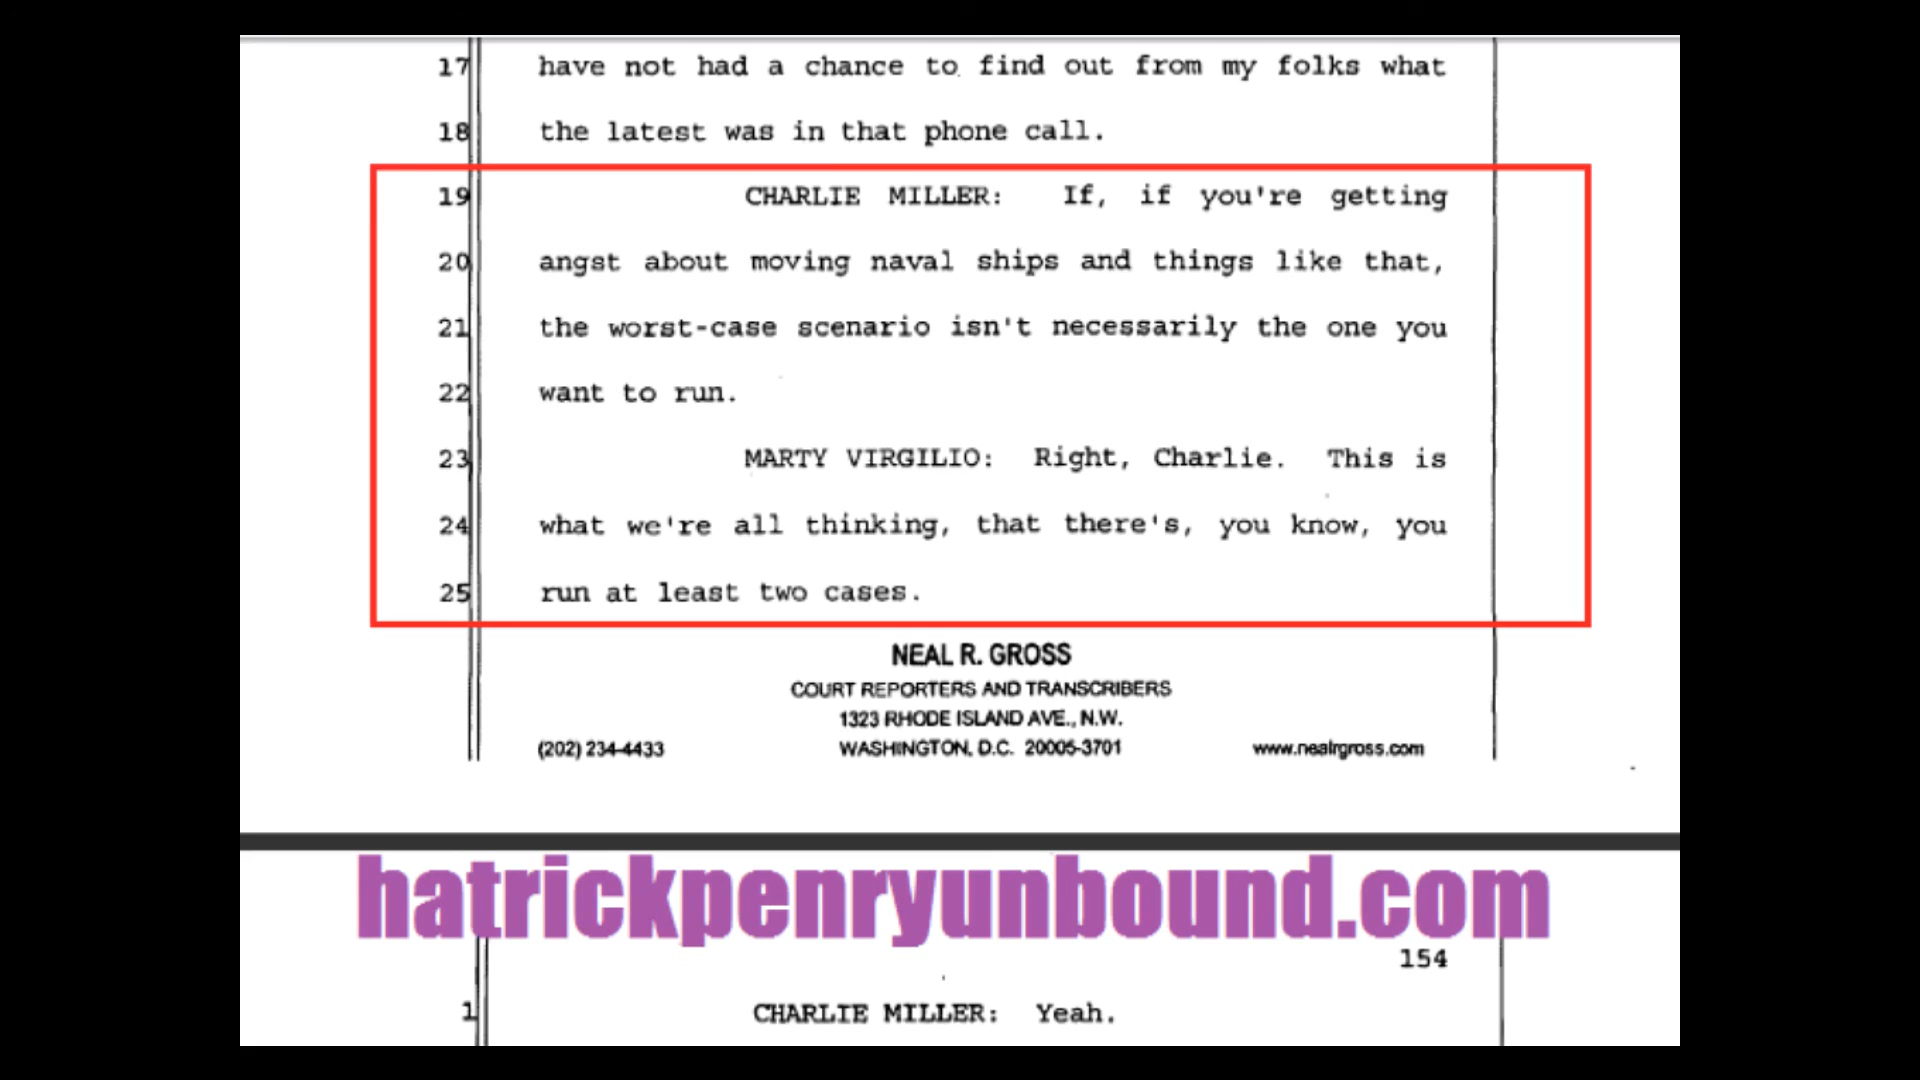 17 have not had a chance to find out from my folks what
18 the latest was in that phone call.
19 CHARLIE MILLER: If, if you're getting
20 angst about moving naval ships and things like that,
21 the worst-case scenario isn't necessarily the one you
22 want to run.
23 MARTY VIRGILIO: Right, Charlie. This is
24 what we're all thinking, that there's, you know, you
25 run at least two cases.
NEAL R. GROSS
COURT REPORTERS AND TRANSCRIBERS
1323 RHODE ISLAND AVE., N.W.
(202) 234-4433 WASHINGTON, D.C. 20005-3701 www.nealrgross.com
hatrickpenryunbound.com
154
1 CHARLIE MILLER: Yeah.